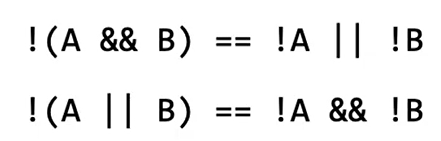 !(A && B) == !A || !B
!(A || B) == !A && !B